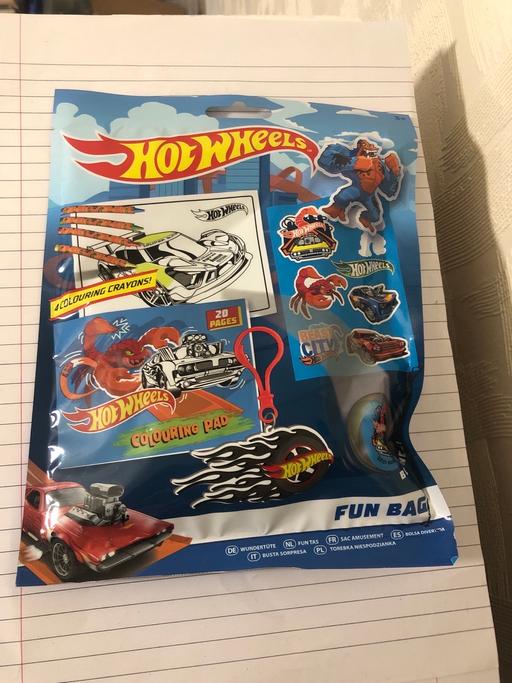 HOT WHEELS
HOT WHEELS
4 COLOURING CRAYONS!
HOT WHEELS
HOT WHEELS
BEAST
CITY
20
PAGES
HOT WHEELS
COLOURING PAD
HOT WHEELS
FUN BAG
DE WUNDERTÜTE NL FUN TAS FR SAC AMUSEMENT ES BOLSA
IT BUSTA SORPRESA PL TOREBKA NIESPODZIANKA